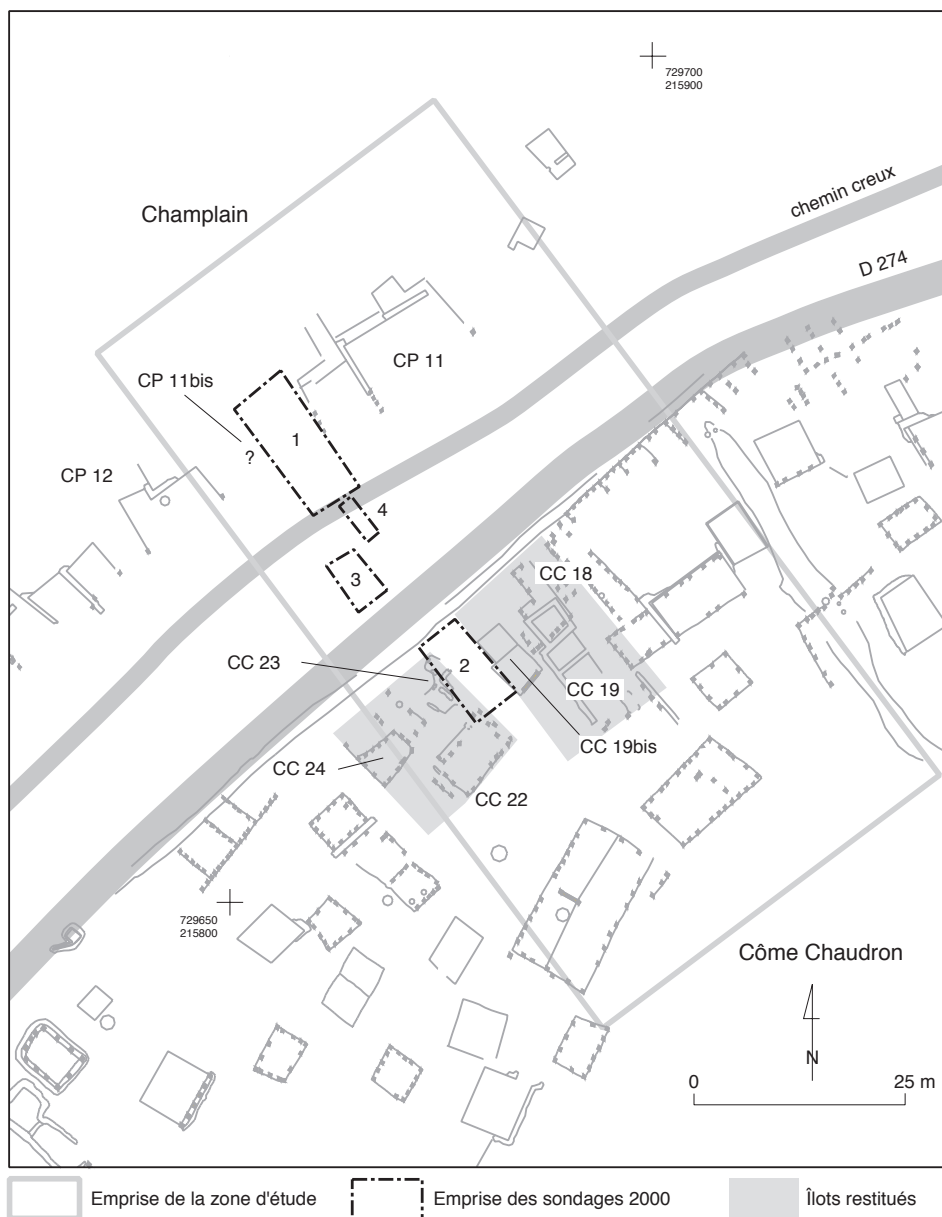 729700
215900
chemin creux
Champlain
D 274
CP 11
CP 11bis
1
?
CP 12
4
3
CC 18
CC 23
2
CC 19
CC 19bis
CC 24
CC 22
729650
215800
Côme Chaudron
N
0 25 m
Emprise de la zone d'étude Emprise des sondages 2000 Îlots restitués